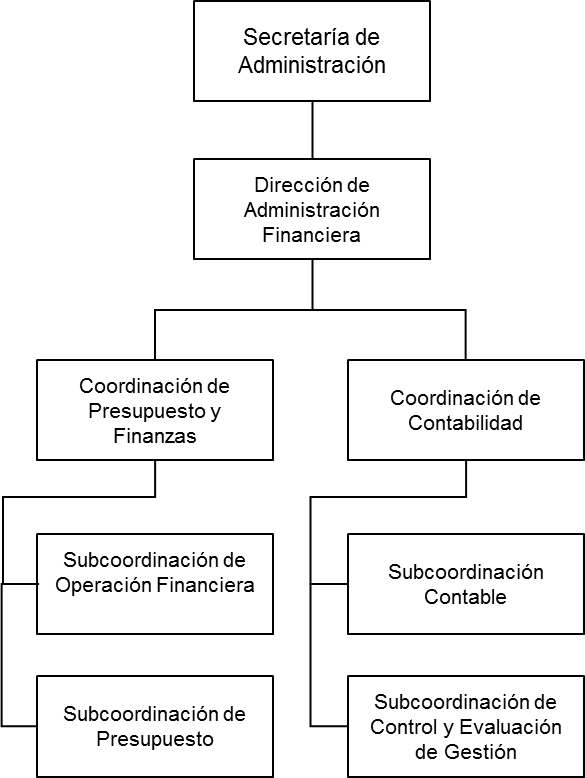 Secretaría de
Administración
Dirección de
Administración
Financiera
Coordinación de
Presupuesto y
Finanzas
Coordinación de
Contabilidad
Subcoordinación de
Operación Financiera
Subcoordinación
Contable
Subcoordinación de
Presupuesto
Subcoordinación de
Control y Evaluación
de Gestión